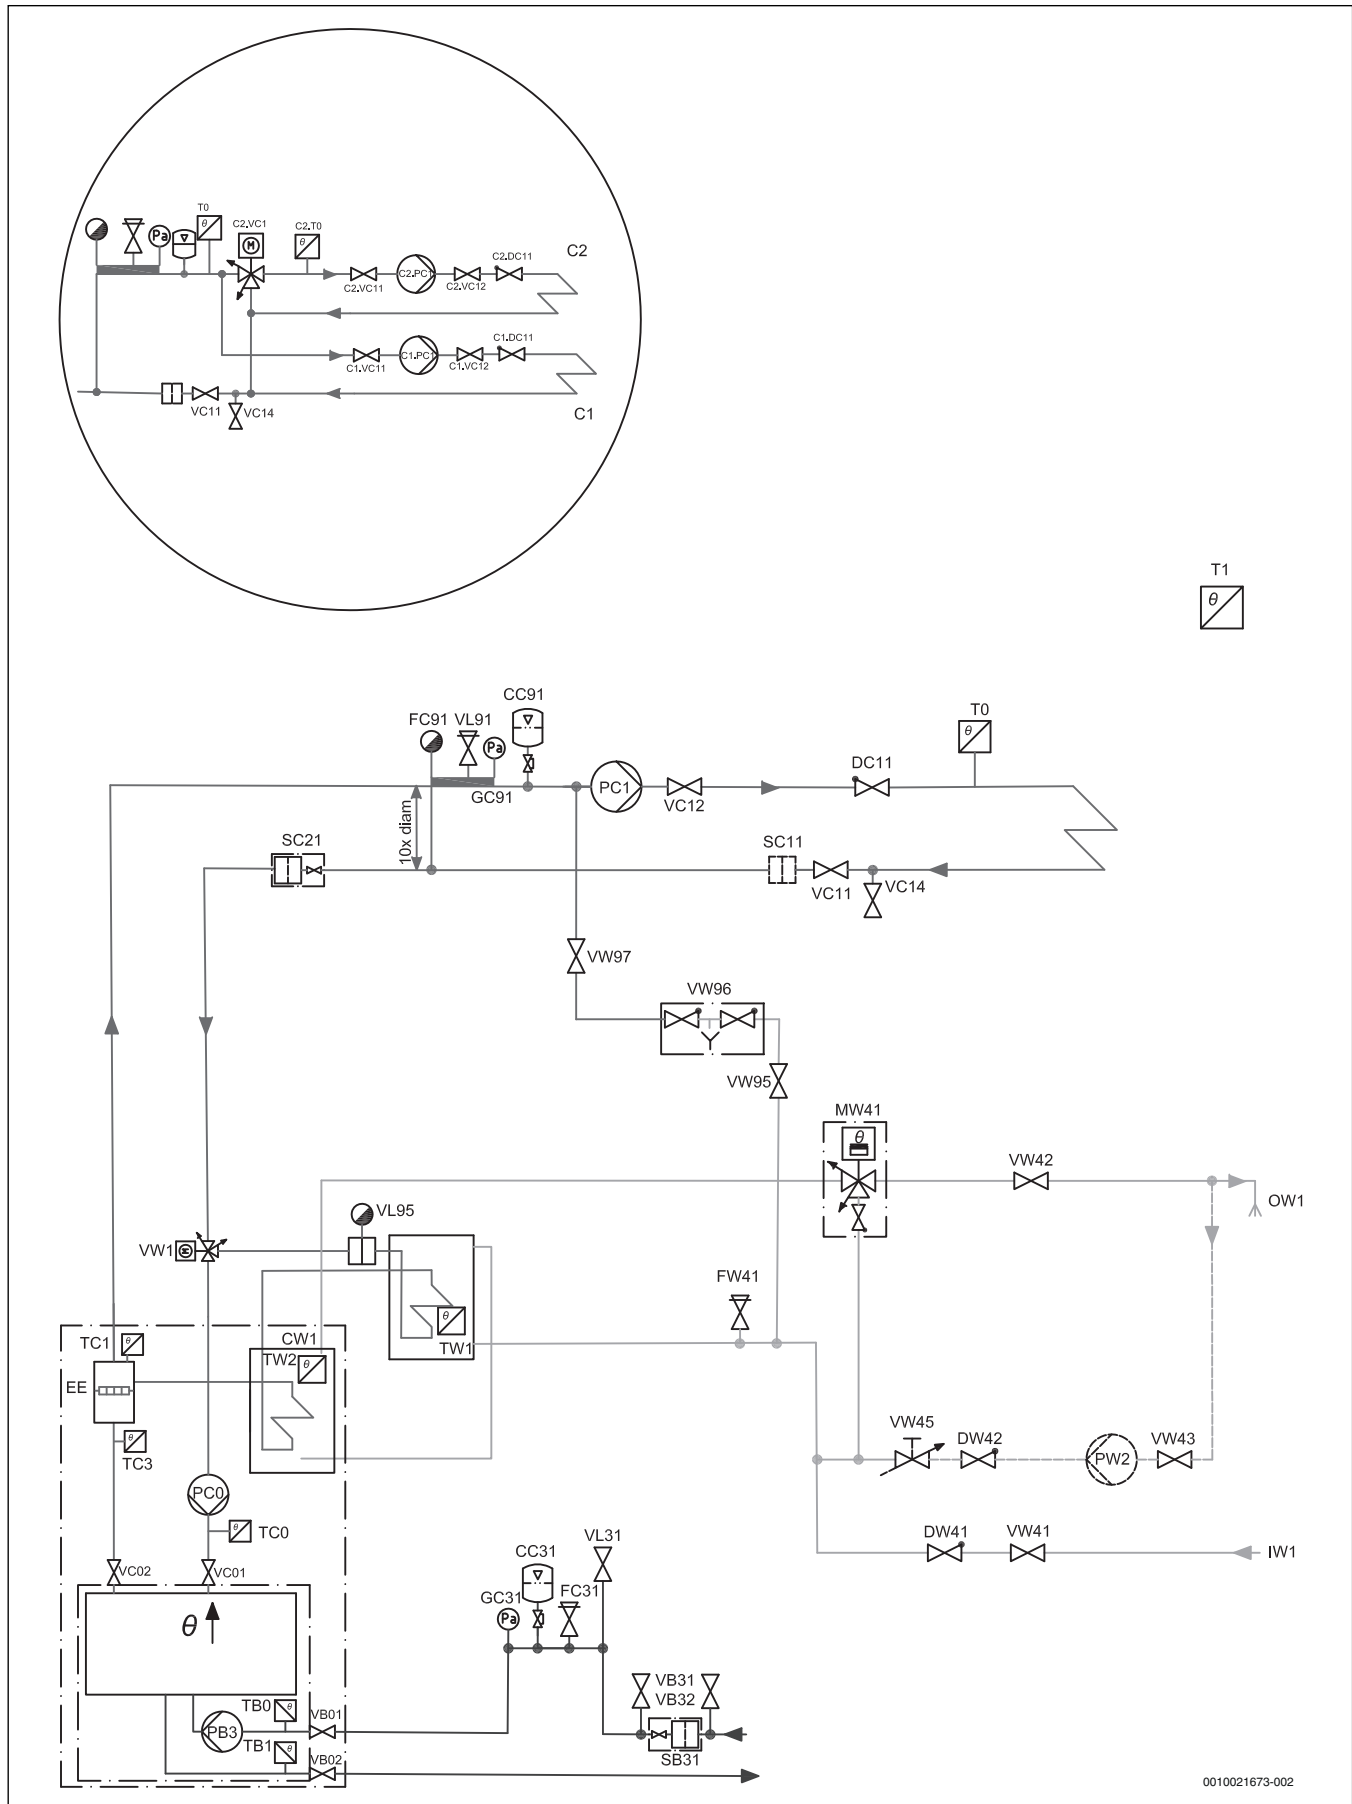 T0
C2.VC1
C2.T0
θ
θ
M
Pa
C2.DC11
C2
C2.VC11
C2.PC1
C2.VC12
C1.DC11
C1.VC11
C1.PC1
C1.VC12
VC11
VC14
C1
T1
θ
CC91
FC91
VL91
Pa
T0
θ
GC91
PC1
VC12
DC11
10x diam
SC21
SC11
VC11
VC14
VW97
VW96
VW95
MW41
θ
VW42
OW1
VL95
VW1
M
FW41
CW1
TW1
θ
TC1
θ
TW2
θ
EE
TC3
θ
VW45
DW42
PW2
VW43
PC0
TC0
θ
DW41
VW41
IW1
VL31
CC31
VC02
VC01
GC31
Pa
FC31
θ
VB31
VB32
TB0
θ
VB01
PB3
TB1
θ
VB02
SB31
0010021673-002